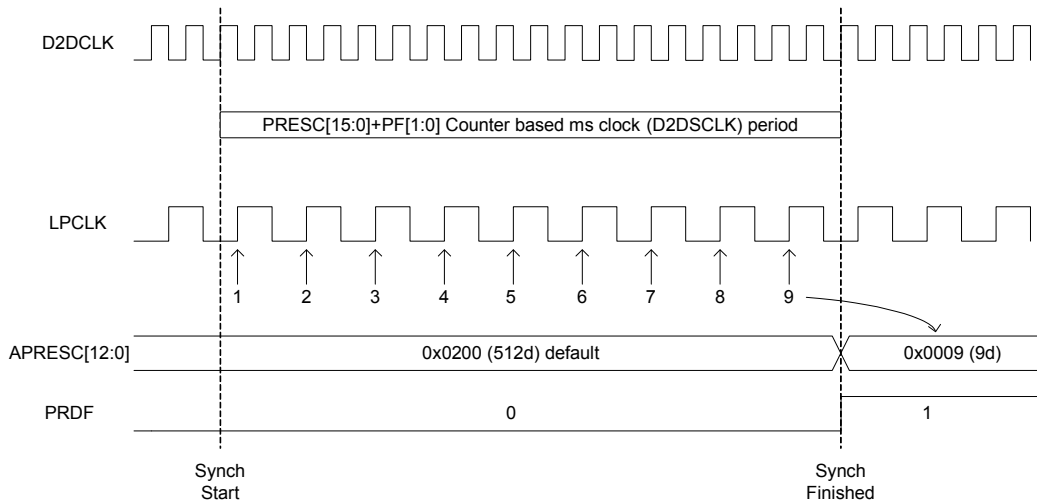 D2DCLK
PRESC[15:0]+PF[1:0] Counter based ms clock (D2DSCLK) period
LPCLK
1 2 3 4 5 6 7 8 9
APRESC[12:0] 0x0200 (512d) default 0x0009 (9d)
PRDF 0 1
Synch Start
Synch Finished